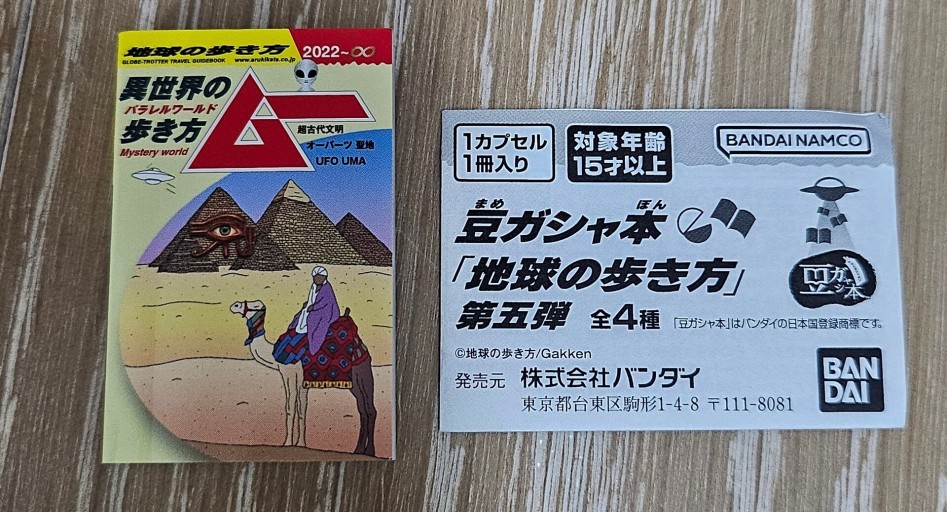 地球の歩き方
2022~∞
GLOBE-TROTTER TRAVEL GUIDEBOOK www.arukikata.co.jp
異世界の
パラレルワールド
歩き方
Mystery world
ムー
超古代文明
オーパーツ 聖地
UFO UMA
1カプセル
1冊入り
対象年齢
15才以上
BANDAI NAMCO
まめ ほん
豆ガシャ本
「地球の歩き方」
第五弾 全4種
「豆ガシャ本」はバンダイの日本国登録商標です。
豆ガシャ本
©地球の歩き方/Gakken
発売元 株式会社バンダイ
東京都台東区駒形1-4-8 〒111-8081
BAN
DAI